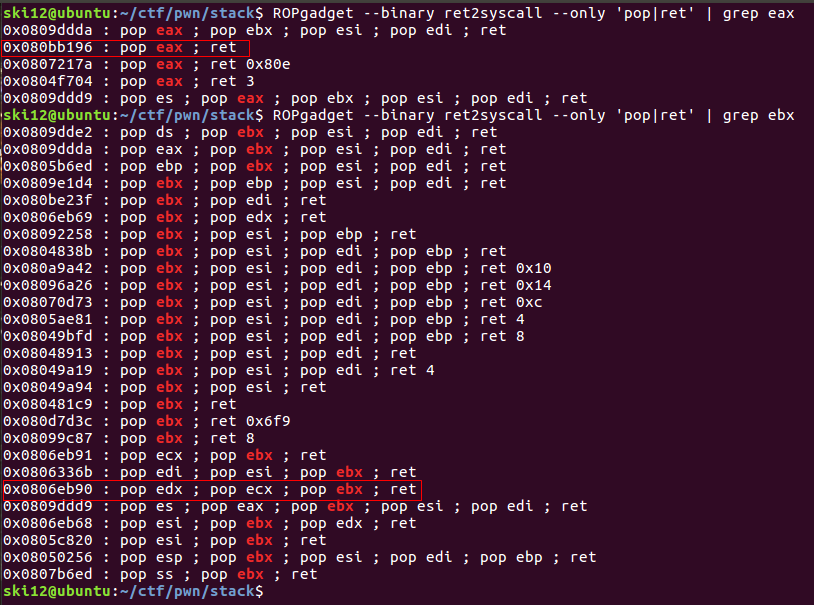 ski12@ubuntu:~/ctf/pwn/stack$ ROPgadget --binary ret2syscall --only 'pop|ret' | grep eax
0x0809ddda : pop eax ; pop ebx ; pop esi ; pop edi ; ret
0x080bb196 : pop eax ; ret
0x0807217a : pop eax ; ret 0x80e
0x0804f704 : pop eax ; ret 3
0x0809ddd9 : pop es ; pop eax ; pop ebx ; pop esi ; pop edi ; ret
ski12@ubuntu:~/ctf/pwn/stack$ ROPgadget --binary ret2syscall --only 'pop|ret' | grep ebx
0x0809dde2 : pop ds ; pop ebx ; pop esi ; pop edi ; ret
0x0809ddda : pop eax ; pop ebx ; pop esi ; pop edi ; ret
0x0805b6ed : pop ebp ; pop ebx ; pop esi ; pop edi ; ret
0x0809e1d4 : pop ebx ; pop ebp ; pop esi ; pop edi ; ret
0x080be23f : pop ebx ; pop edi ; ret
0x0806eb69 : pop ebx ; pop edx ; ret
0x08092258 : pop ebx ; pop esi ; pop ebp ; ret
0x0804838b : pop ebx ; pop esi ; pop edi ; pop ebp ; ret
0x080a9a42 : pop ebx ; pop esi ; pop edi ; pop ebp ; ret 0x10
0x08096a26 : pop ebx ; pop esi ; pop edi ; pop ebp ; ret 0x14
0x08070d73 : pop ebx ; pop esi ; pop edi ; pop ebp ; ret 0xc
0x0805ae81 : pop ebx ; pop esi ; pop edi ; pop ebp ; ret 4
0x08049bfd : pop ebx ; pop esi ; pop edi ; pop ebp ; ret 8
0x08048913 : pop ebx ; pop esi ; pop edi ; ret
0x08049a19 : pop ebx ; pop esi ; pop edi ; ret 4
0x08049a94 : pop ebx ; pop esi ; ret
0x080481c9 : pop ebx ; ret
0x080d7d3c : pop ebx ; ret 0x6f9
0x08099c87 : pop ebx ; ret 8
0x0806eb91 : pop ecx ; pop ebx ; ret
0x0806336b : pop edi ; pop esi ; pop ebx ; ret
0x0806eb90 : pop edx ; pop ecx ; pop ebx ; ret
0x0809ddd9 : pop es ; pop eax ; pop ebx ; pop esi ; pop edi ; ret
0x0806eb68 : pop esi ; pop ebx ; pop edx ; ret
0x0805c820 : pop esi ; pop ebx ; ret
0x08050256 : pop esp ; pop ebx ; pop esi ; pop edi ; pop ebp ; ret
0x0807b6ed : pop ss ; pop ebx ; ret
ski12@ubuntu:~/ctf/pwn/stack$